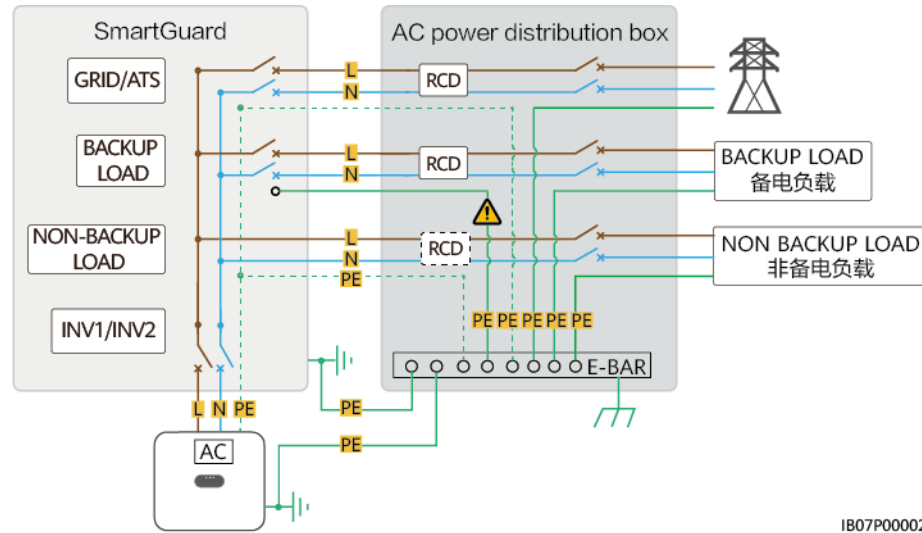 SmartGuard
AC power distribution box
GRID/ATS
L
N
RCD
BACKUP
LOAD
L
N
RCD
BACKUP LOAD
备电负载
NON-BACKUP
LOAD
L
N
PE
RCD
NON BACKUP LOAD
非备电负载
INV1/INV2
PE PE PE PE PE
E-BAR
L N PE
PE
PE
AC
IB07P00002